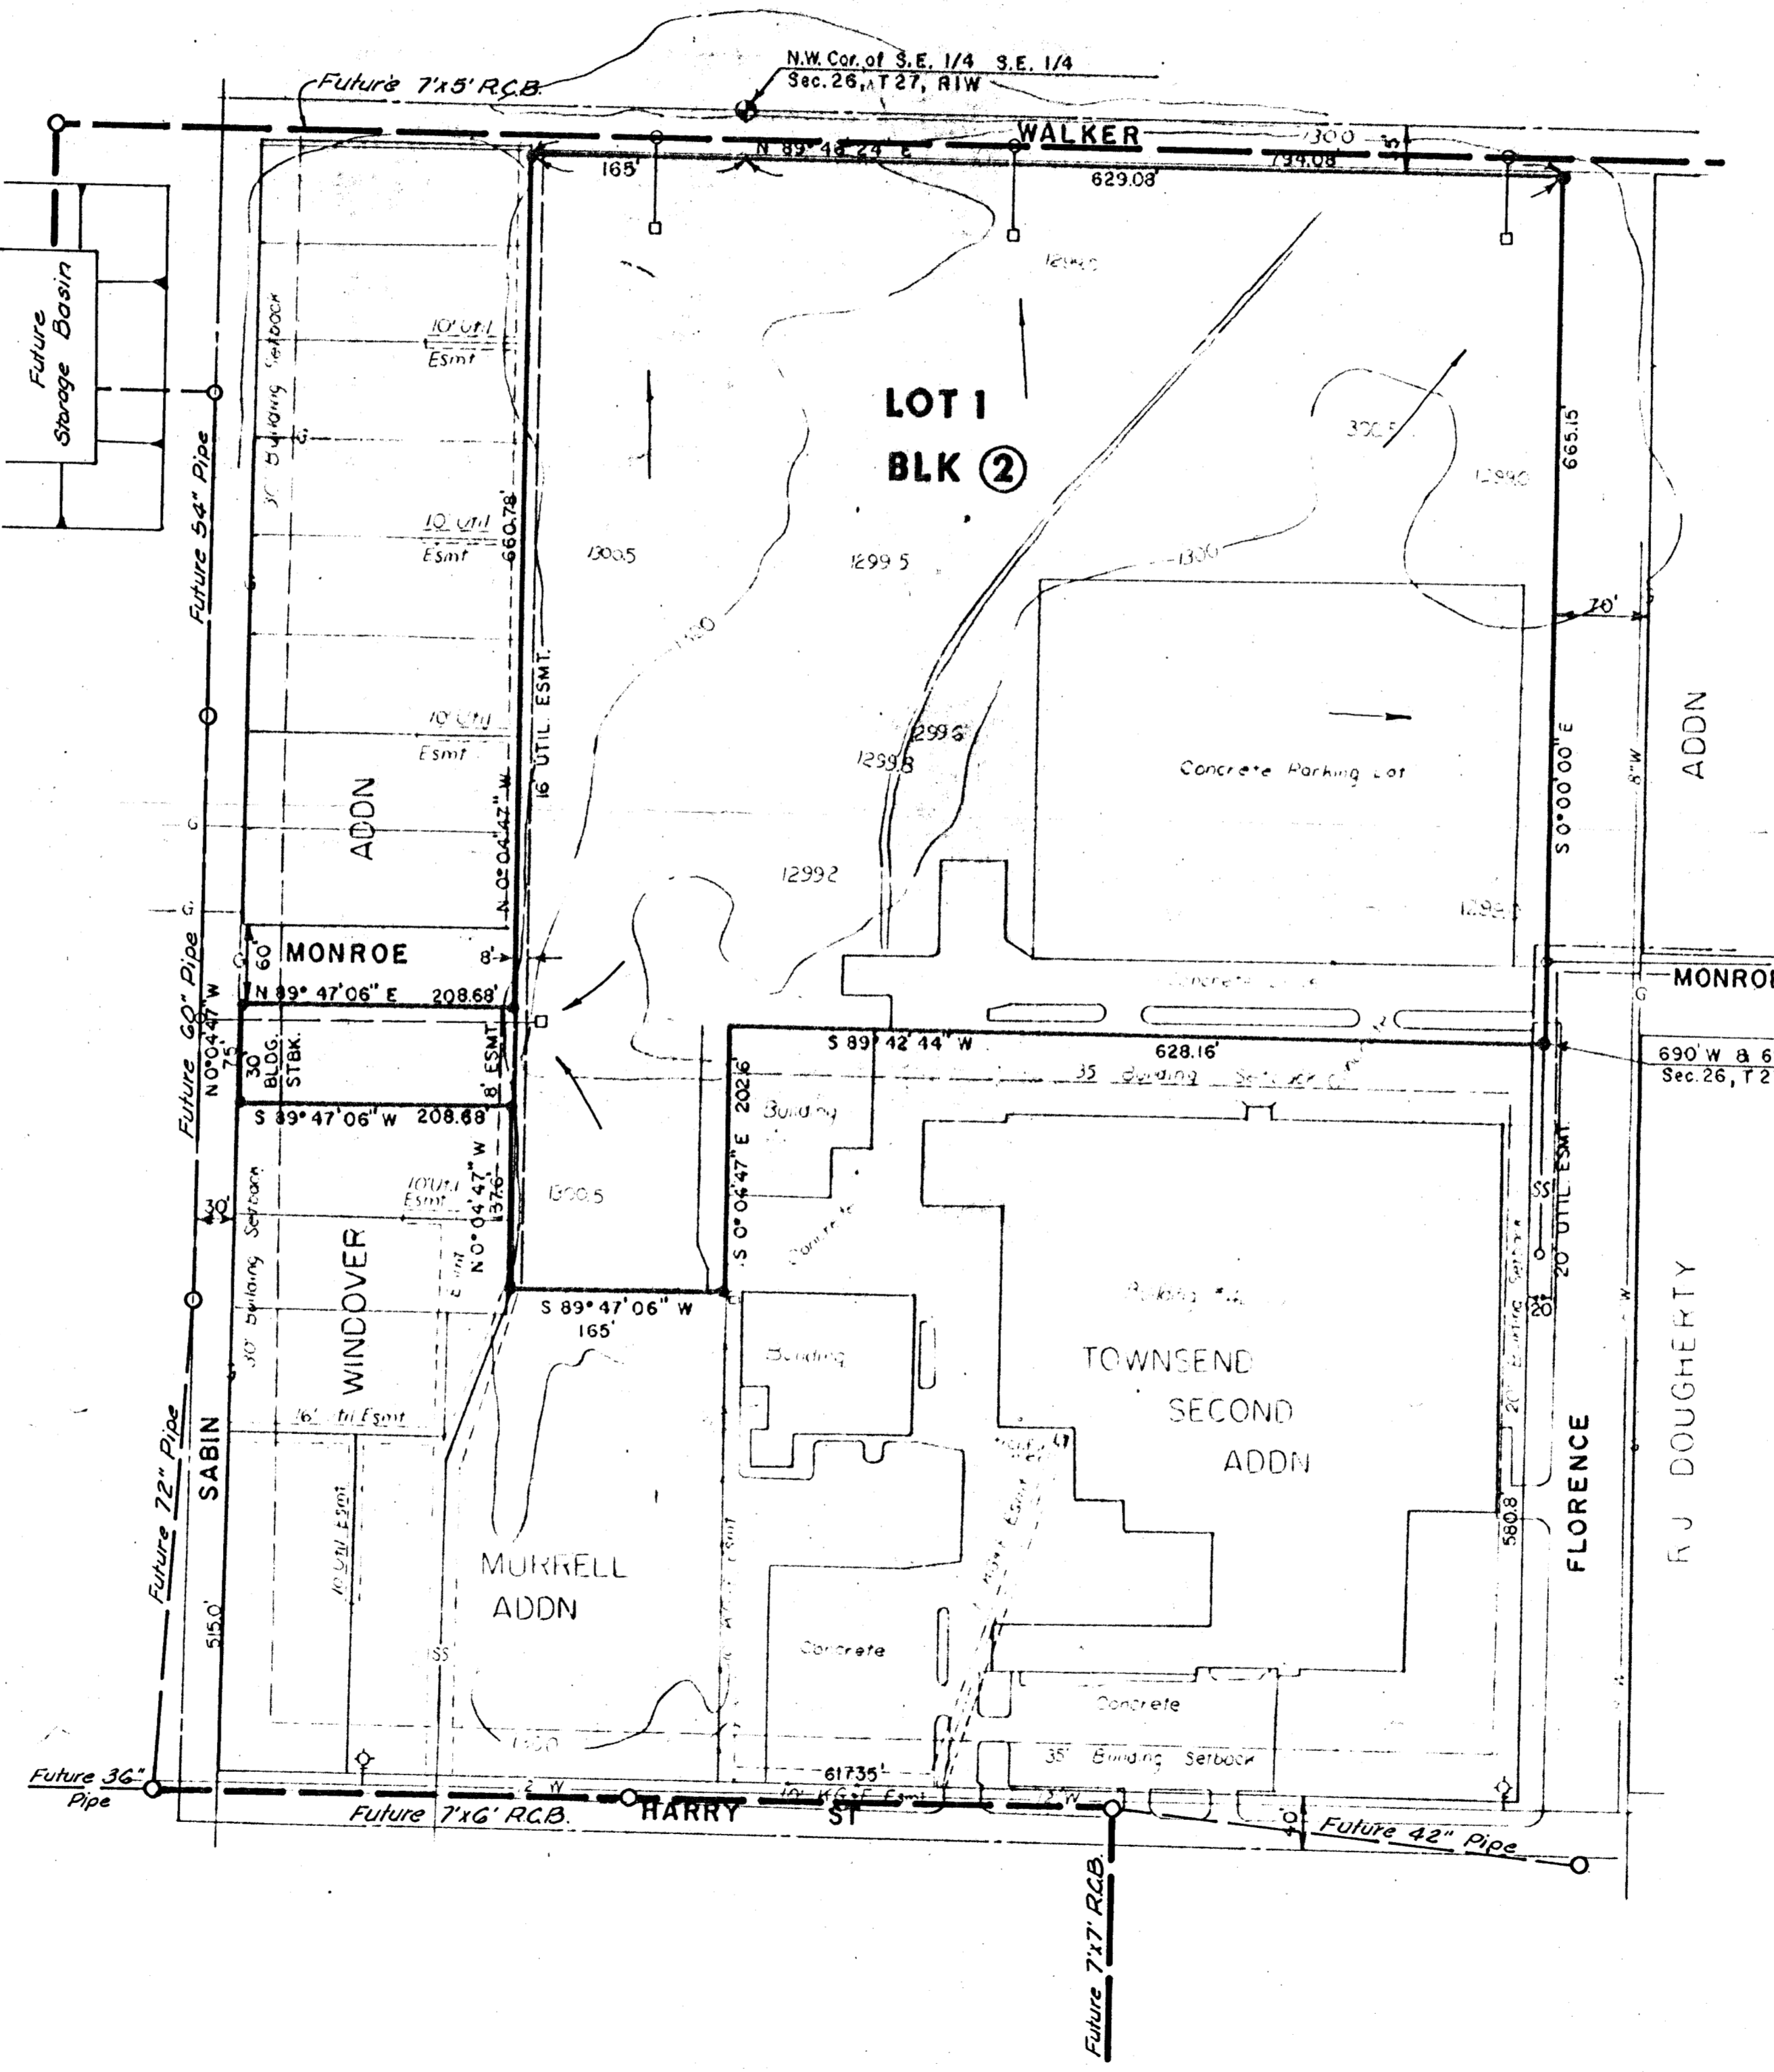 N.W. Cor. of S.E. 1/4 S.E. 1/4
Sec. 26, T 27, R1W
Future 7'x5' R.C.B.
WALKER
1300
N 89° 48' 24" E
794.08'
165'
629.08'
Future
Storage Basin
30' Building Setback
10' Util
Esmt
LOT 1
BLK 2
665.15'
Future 54" Pipe
10' Util
Esmt
660.78'
1300.5
1299.5
1300
1299.0
70'
1300
16' UTIL. ESMT.
10' Util
Esmt
ADDN
N 0° 04' 47" W
1299.6
1299.8
Concrete Parking Lot
S 0° 00' 00" E
8" W
ADDN
G
1299.2
G
Future 60" Pipe
60'
MONROE
8'
N 89° 47' 06" E 208.68'
MONROE
G
N 0° 04' 47" W
75'
30'
BLDG.
STBK.
8' ESMT.
S 89° 42' 44" W
628.16'
690' W & 6
Sec. 26, T 2
35' Building Setback
S 89° 47' 06" W 208.68'
Building
S 0° 04' 47" E 202.6'
30'
30' Building Setback
10' Util
Esmt
N 0° 04' 47" W
137.6'
1300.5
Concrete
SS
20' UTIL. ESMT.
20' Building Setback
20'
WINDOVER
S 89° 47' 06" W
165'
Building
Building
TOWNSEND
SECOND
ADDN
16' Util Esmt
Future 72" Pipe
SABIN
10' Util Esmt
MURRELL
ADDN
580.8
FLORENCE
R J DOUGHERTY
W
515.0'
SS
Concrete
Concrete
1300
35' Building Setback
617.35'
Future 36"
Pipe
Future 7'x6' R.C.B.
HARRY ST
40'
Future 42" Pipe
Future 7'x7' R.C.B.